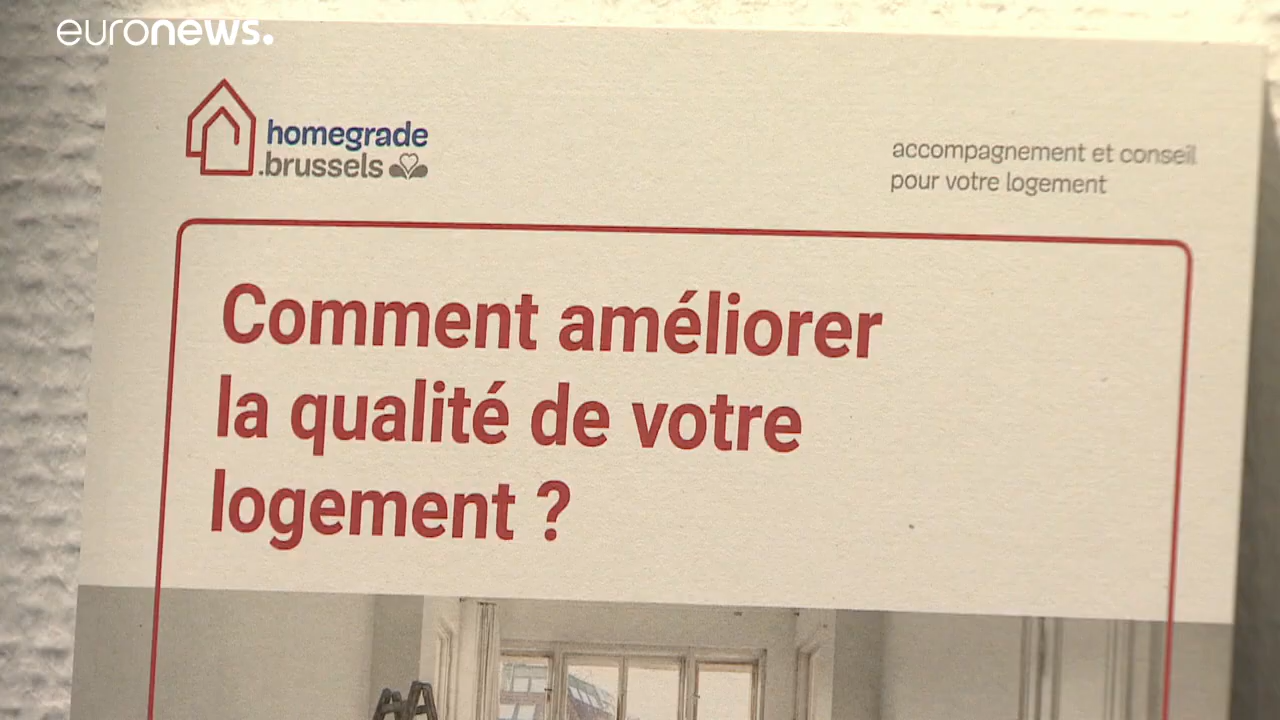 euronews.
homegrade
.brussels
accompagnement et conseil
pour votre logement
Comment améliorer
la qualité de votre
logement ?